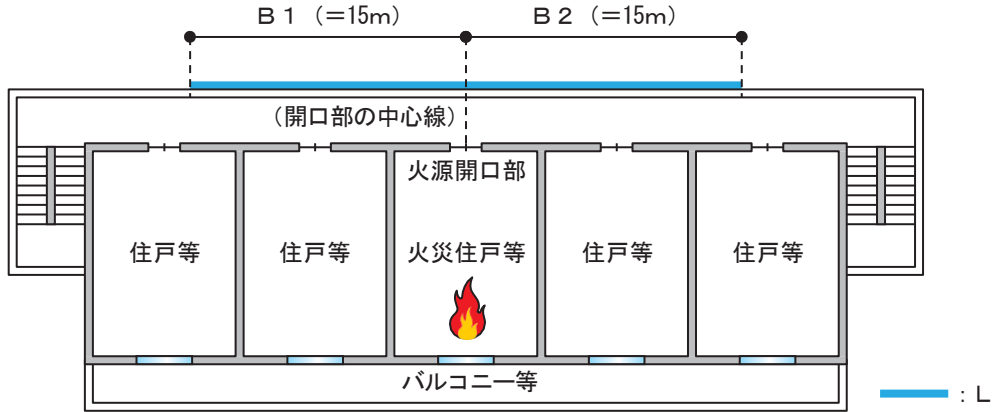 Ｂ１（＝15ｍ）
Ｂ２（＝15ｍ）
（開口部の中心線）
火源開口部
住戸等
住戸等
火災住戸等
住戸等
住戸等
バルコニー等
：Ｌ